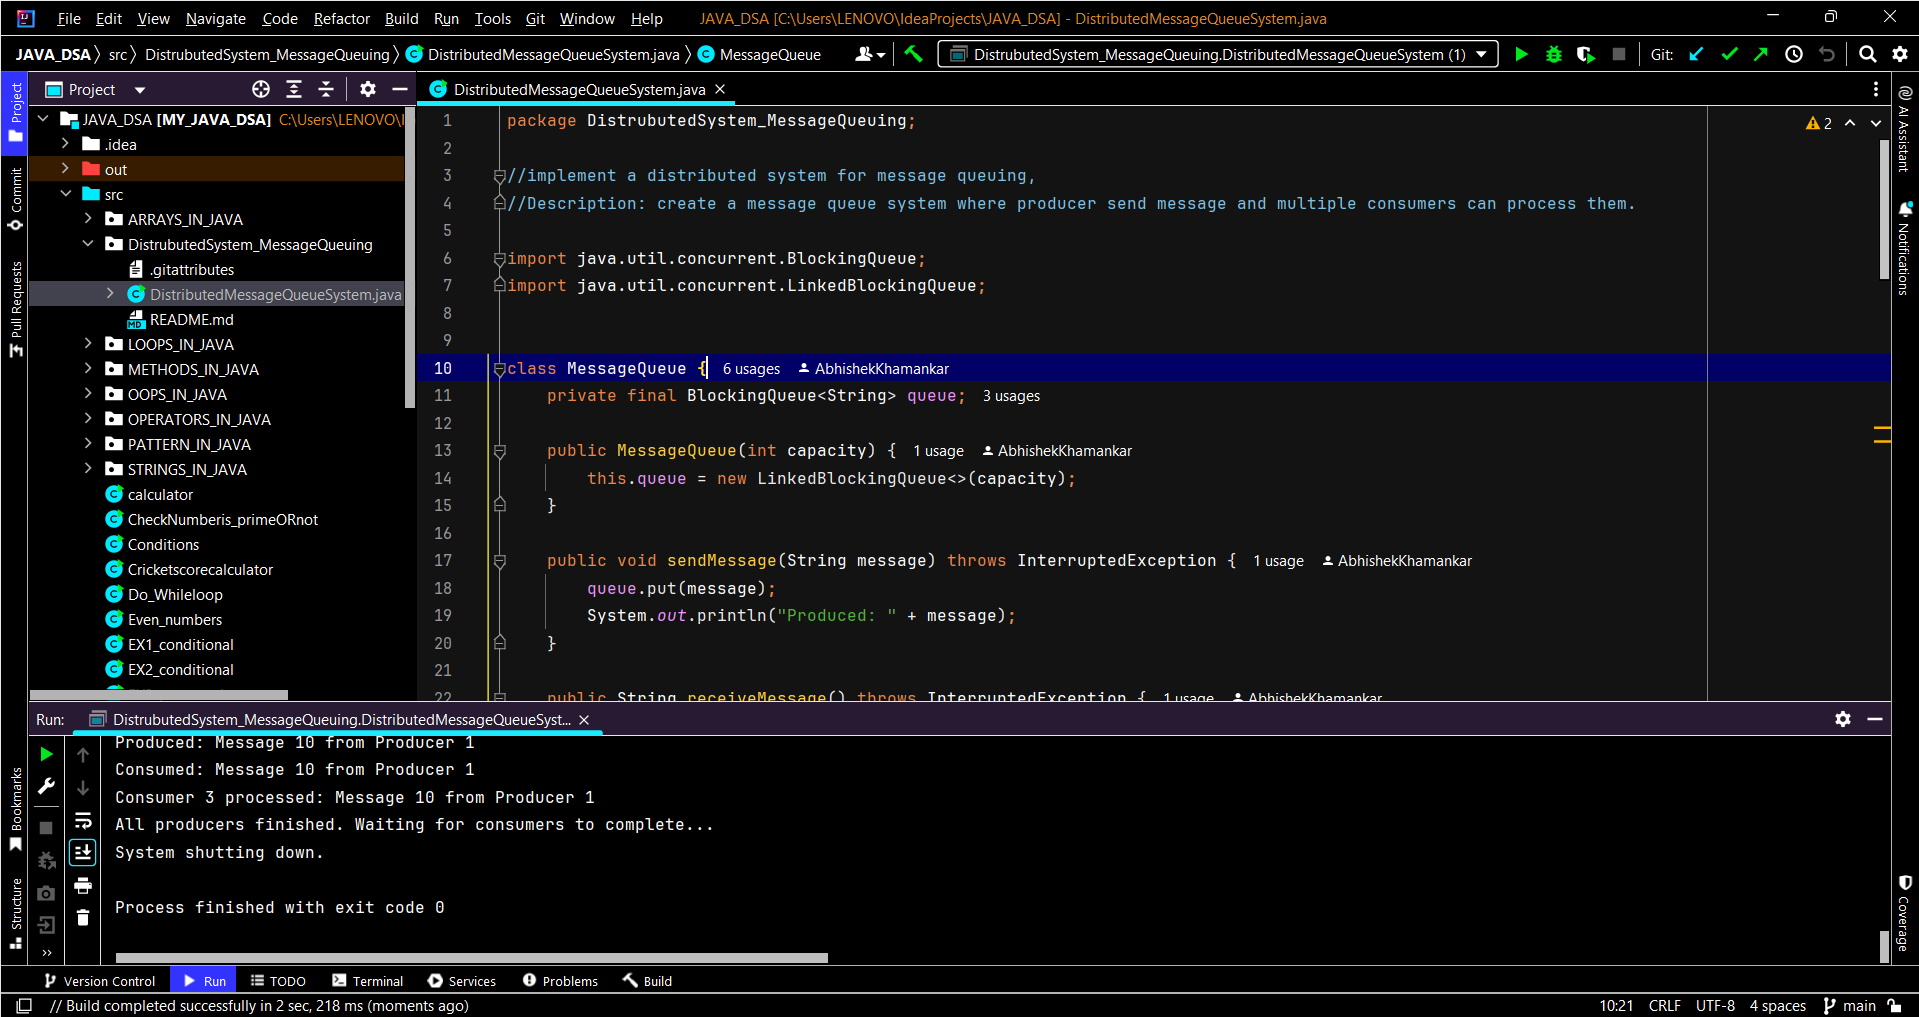 File Edit View Navigate Code Refactor Build Run Tools Git Window Help JAVA_DSA [C:\Users\LENOVO\IdeaProjects\JAVA_DSA] - DistributedMessageQueueSystem.java
JAVA_DSA src DistrubutedSystem_MessageQueuing DistributedMessageQueueSystem.java MessageQueue DistrubutedSystem_MessageQueuing.DistributedMessageQueueSystem (1) Git:
Project
Commit
Pull Requests
Bookmarks
Structure
Project
JAVA_DSA [MY_JAVA_DSA] C:\Users\LENOVO\I
.idea
out
src
ARRAYS_IN_JAVA
DistrubutedSystem_MessageQueuing
.gitattributes
DistributedMessageQueueSystem.java
README.md
LOOPS_IN_JAVA
METHODS_IN_JAVA
OOPS_IN_JAVA
OPERATORS_IN_JAVA
PATTERN_IN_JAVA
STRINGS_IN_JAVA
calculator
CheckNumberis_primeORnot
Conditions
Cricketscorecalculator
Do_Whileloop
Even_numbers
EX1_conditional
EX2_conditional
DistributedMessageQueueSystem.java
2
1 package DistrubutedSystem_MessageQueuing;
2
3 //implement a distributed system for message queuing,
4 //Description: create a message queue system where producer send message and multiple consumers can process them.
5
6 import java.util.concurrent.BlockingQueue;
7 import java.util.concurrent.LinkedBlockingQueue;
8
9
10 class MessageQueue { 6 usages AbhishekKhamankar
11 private final BlockingQueue<String> queue; 3 usages
12
13 public MessageQueue(int capacity) { 1 usage AbhishekKhamankar
14 this.queue = new LinkedBlockingQueue<>(capacity);
15 }
16
17 public void sendMessage(String message) throws InterruptedException { 1 usage AbhishekKhamankar
18 queue.put(message);
19 System.out.println("Produced: " + message);
20 }
21
22 public String receiveMessage() throws InterruptedException { 1 usage AbhishekKhamankar
AI Assistant
Notifications
Coverage
Run: DistrubutedSystem_MessageQueuing.DistributedMessageQueueSyst...
Produced: Message 10 from Producer 1
Consumed: Message 10 from Producer 1
Consumer 3 processed: Message 10 from Producer 1
All producers finished. Waiting for consumers to complete...
System shutting down.
Process finished with exit code 0
Version Control Run TODO Terminal Services Problems Build
// Build completed successfully in 2 sec, 218 ms (moments ago) 10:21 CRLF UTF-8 4 spaces main